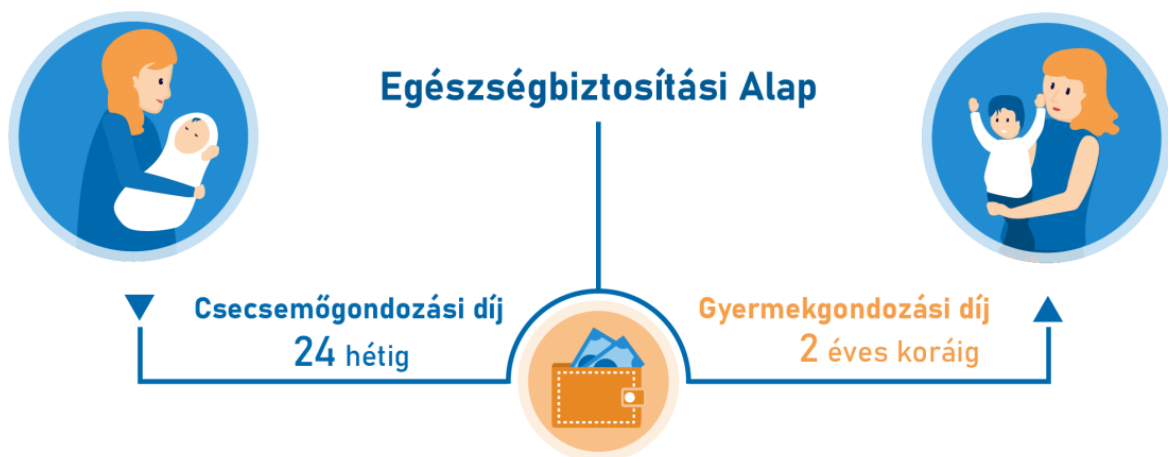 Egészségbiztosítási Alap
Csecsemőgondozási díj
24 hétig
Gyermekgondozási díj
2 éves koráig